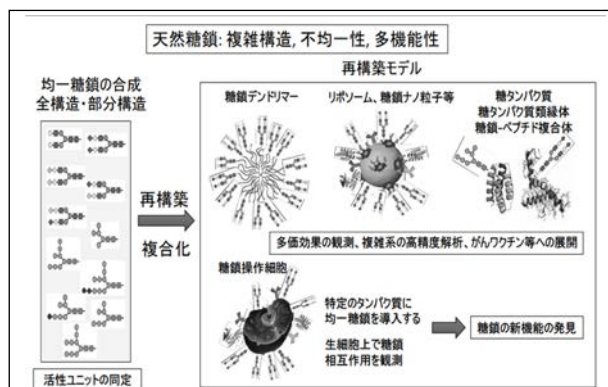 天然糖鎖: 複雑構造, 不均一性, 多機能性
均一糖鎖の合成
全構造・部分構造
活性ユニットの同定
再構築
複合化
再構築モデル
糖鎖デンドリマー
リポソーム、糖鎖ナノ粒子等
糖タンパク質
糖タンパク質類縁体
糖鎖-ペプチド複合体
多価効果の観測、複雑系の高精度解析、がんワクチン等への展開
糖鎖操作細胞
特定のタンパク質に
均一糖鎖を導入する
生細胞上で糖鎖
相互作用を観測
糖鎖の新機能の発見